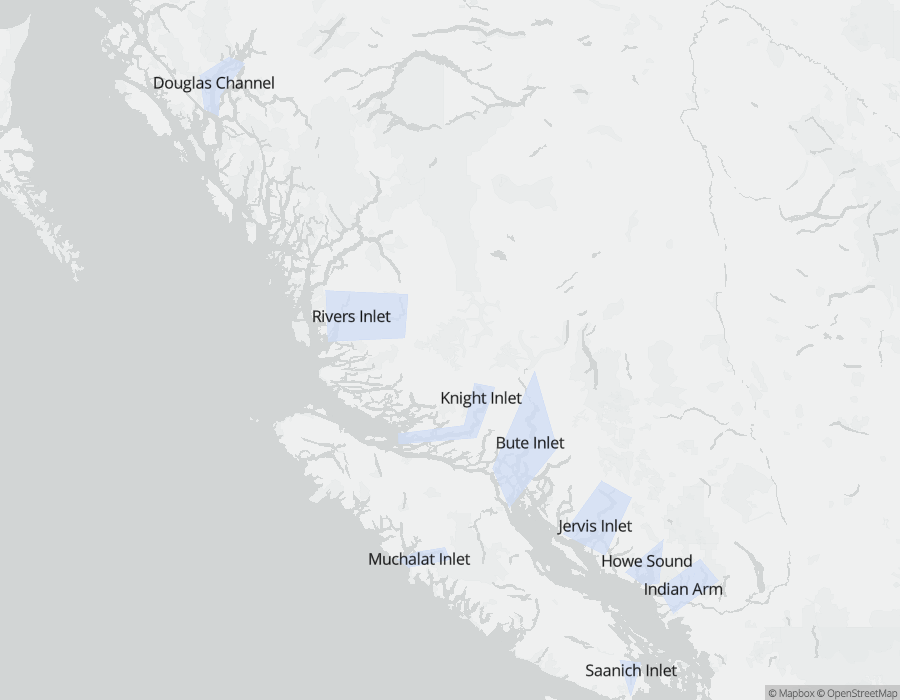 Douglas Channel
Rivers Inlet
Knight Inlet
Bute Inlet
Jervis Inlet
Muchalat Inlet
Howe Sound
Indian Arm
Saanich Inlet
© Mapbox © OpenStreetMap